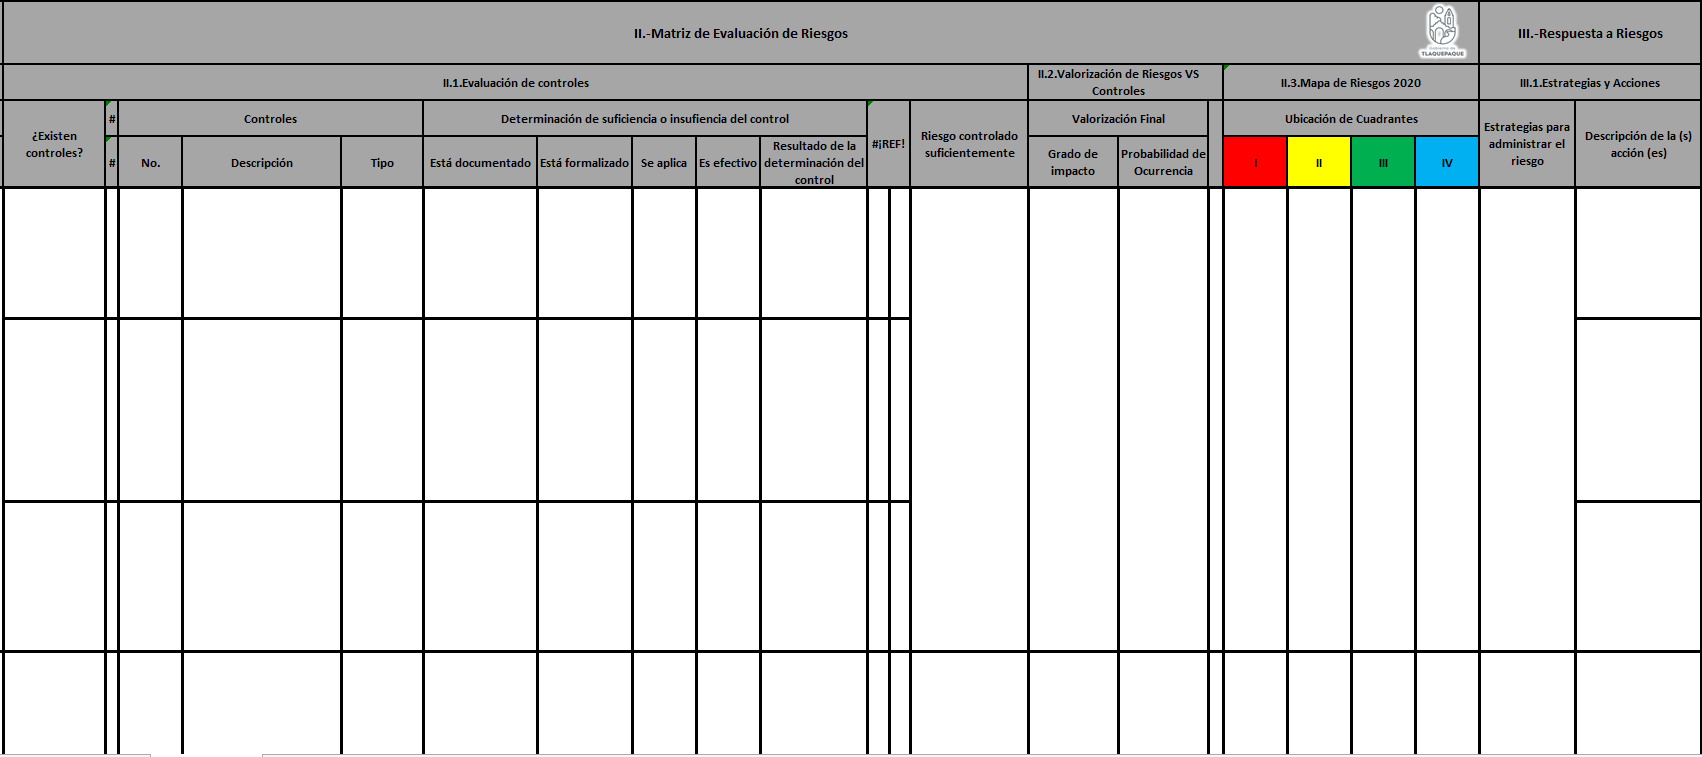 II.-Matriz de Evaluación de Riesgos
TLAQUEPAQUE
III.-Respuesta a Riesgos
II.1.Evaluación de controles
II.2.Valorización de Riesgos VS
Controles
II.3.Mapa de Riesgos 2020
III.1.Estrategias y Acciones
¿Existen
controles?
#
Controles
Determinación de suficiencia o insufiencia del control
#¡REF!
Riesgo controlado
suficientemente
Valorización Final
Ubicación de Cuadrantes
Estrategias para
administrar el
riesgo
Descripción de la (s)
acción (es)
#
No.
Descripción
Tipo
Está documentado
Está formalizado
Se aplica
Es efectivo
Resultado de la
determinación del
control
Grado de
impacto
Probabilidad de
Ocurrencia
I
II
III
IV